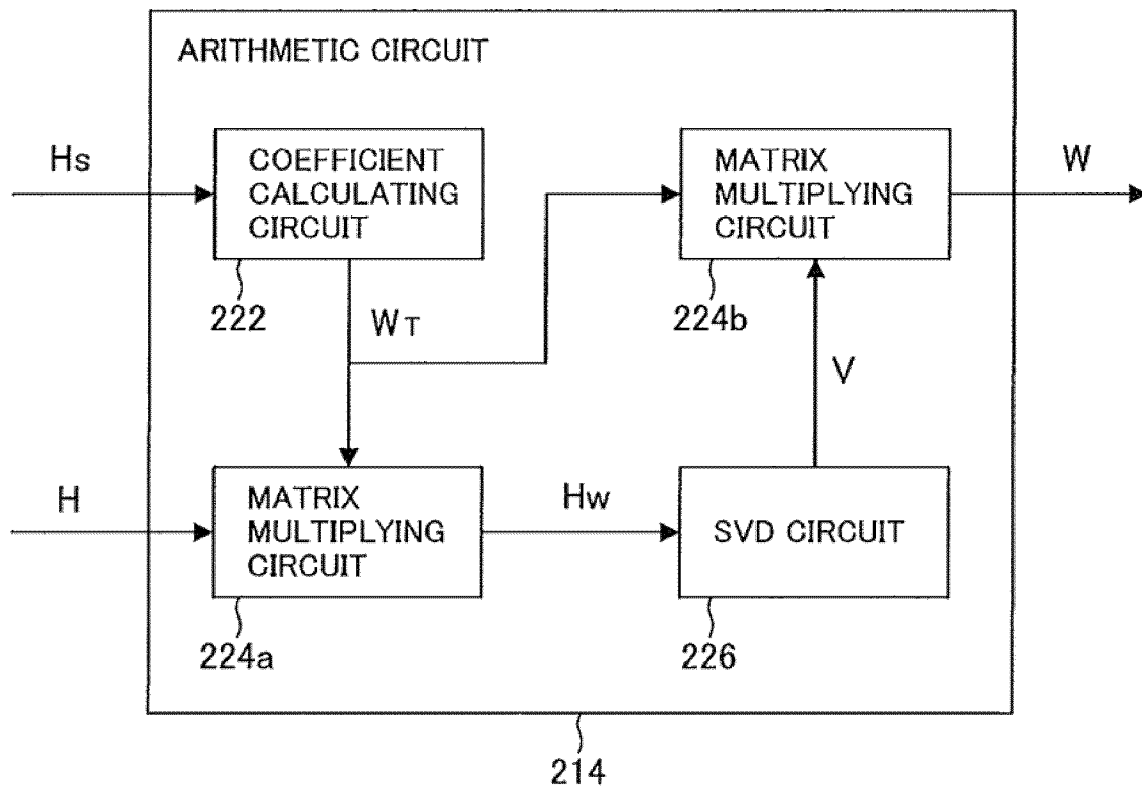 ARITHMETIC CIRCUIT
Hs
COEFFICIENT
CALCULATING
CIRCUIT
222
MATRIX
MULTIPLYING
CIRCUIT
224b
W
WT
V
H
MATRIX
MULTIPLYING
CIRCUIT
224a
Hw
SVD CIRCUIT
226
214